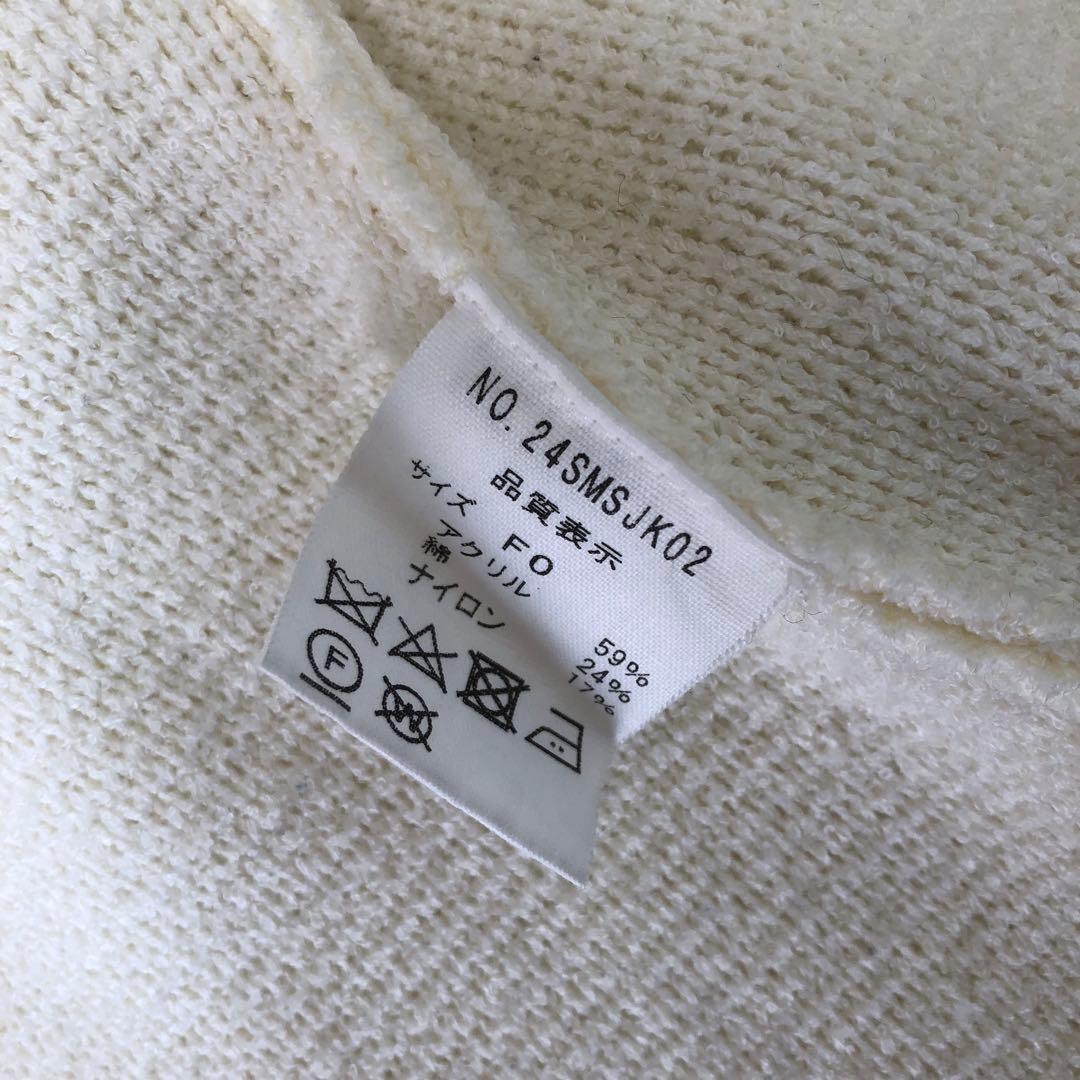 NO.24SMSJK02
品質表示
サイズ FO
アクリル 59%
綿 24%
ナイロン 17%
F
W